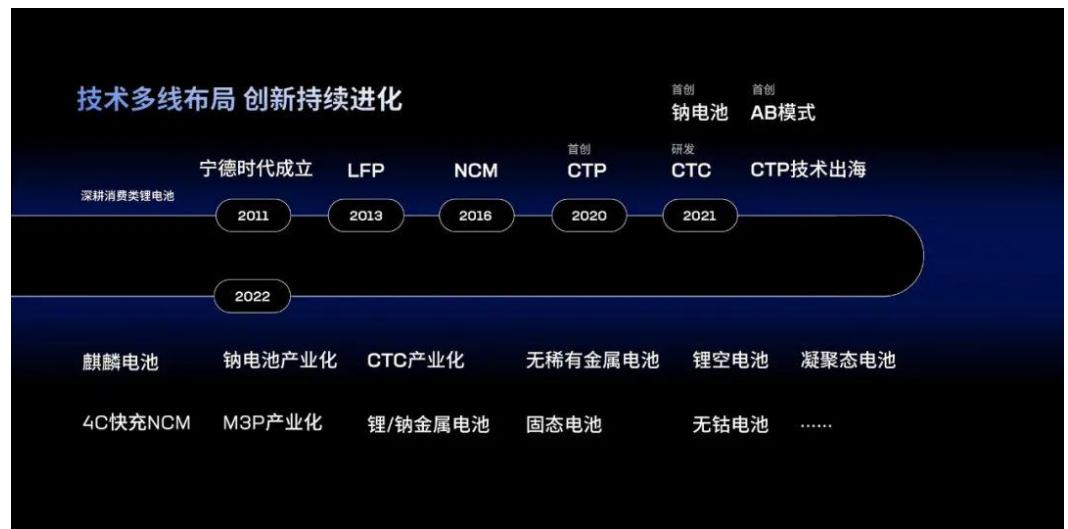 技术多线布局 创新持续进化
首创 首创
钠电池 AB模式
首创 研发
宁德时代成立 LFP NCM CTP CTC CTP技术出海
深耕消费类锂电池
2011 2013 2016 2020 2021
2022
麒麟电池 钠电池产业化 CTC产业化 无稀有金属电池 锂空电池 凝聚态电池
4C快充NCM M3P产业化 锂/钠金属电池 固态电池 无钴电池 ……